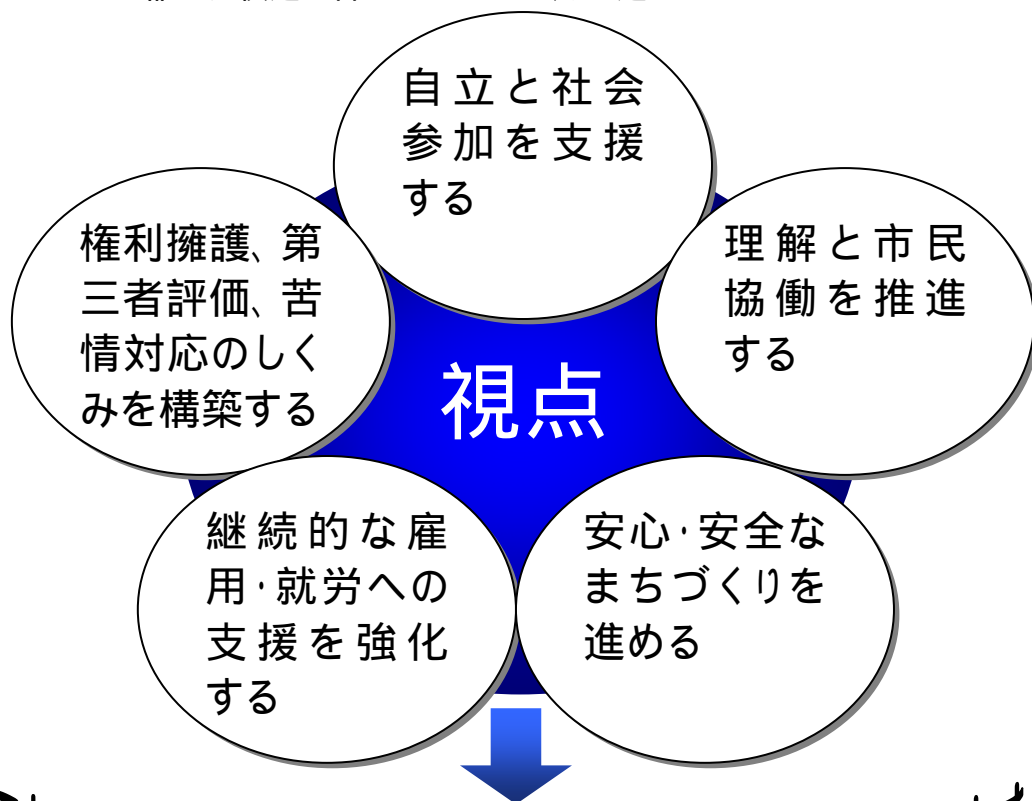 自立と社会
参加を支援
する
権利擁護、第
三者評価、苦
情対応のしく
みを構築する
理解と市民
協働を推進
する
視点
継続的な雇
用・就労への
支援を強化
する
安心・安全な
まちづくりを
進める